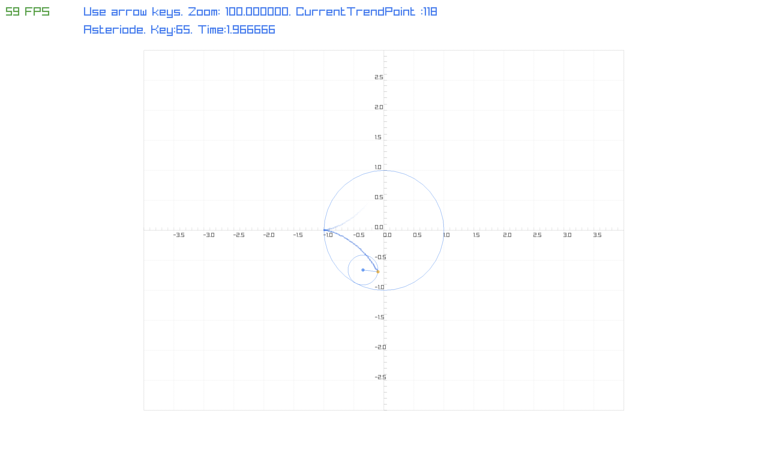 59 FPS
Use arrow keys. Zoom: 100.000000. CurrentTrendPoint :118
Asteriode. Key:65. Time:1.966666
2.5
2.0
1.5
1.0
0.5
0.0
-3.5 -3.0 -2.5 -2.0 -1.5 -1.0 -0.5 0.0 0.5 1.0 1.5 2.0 2.5 3.0 3.5
-0.5
-1.0
-1.5
-2.0
-2.5